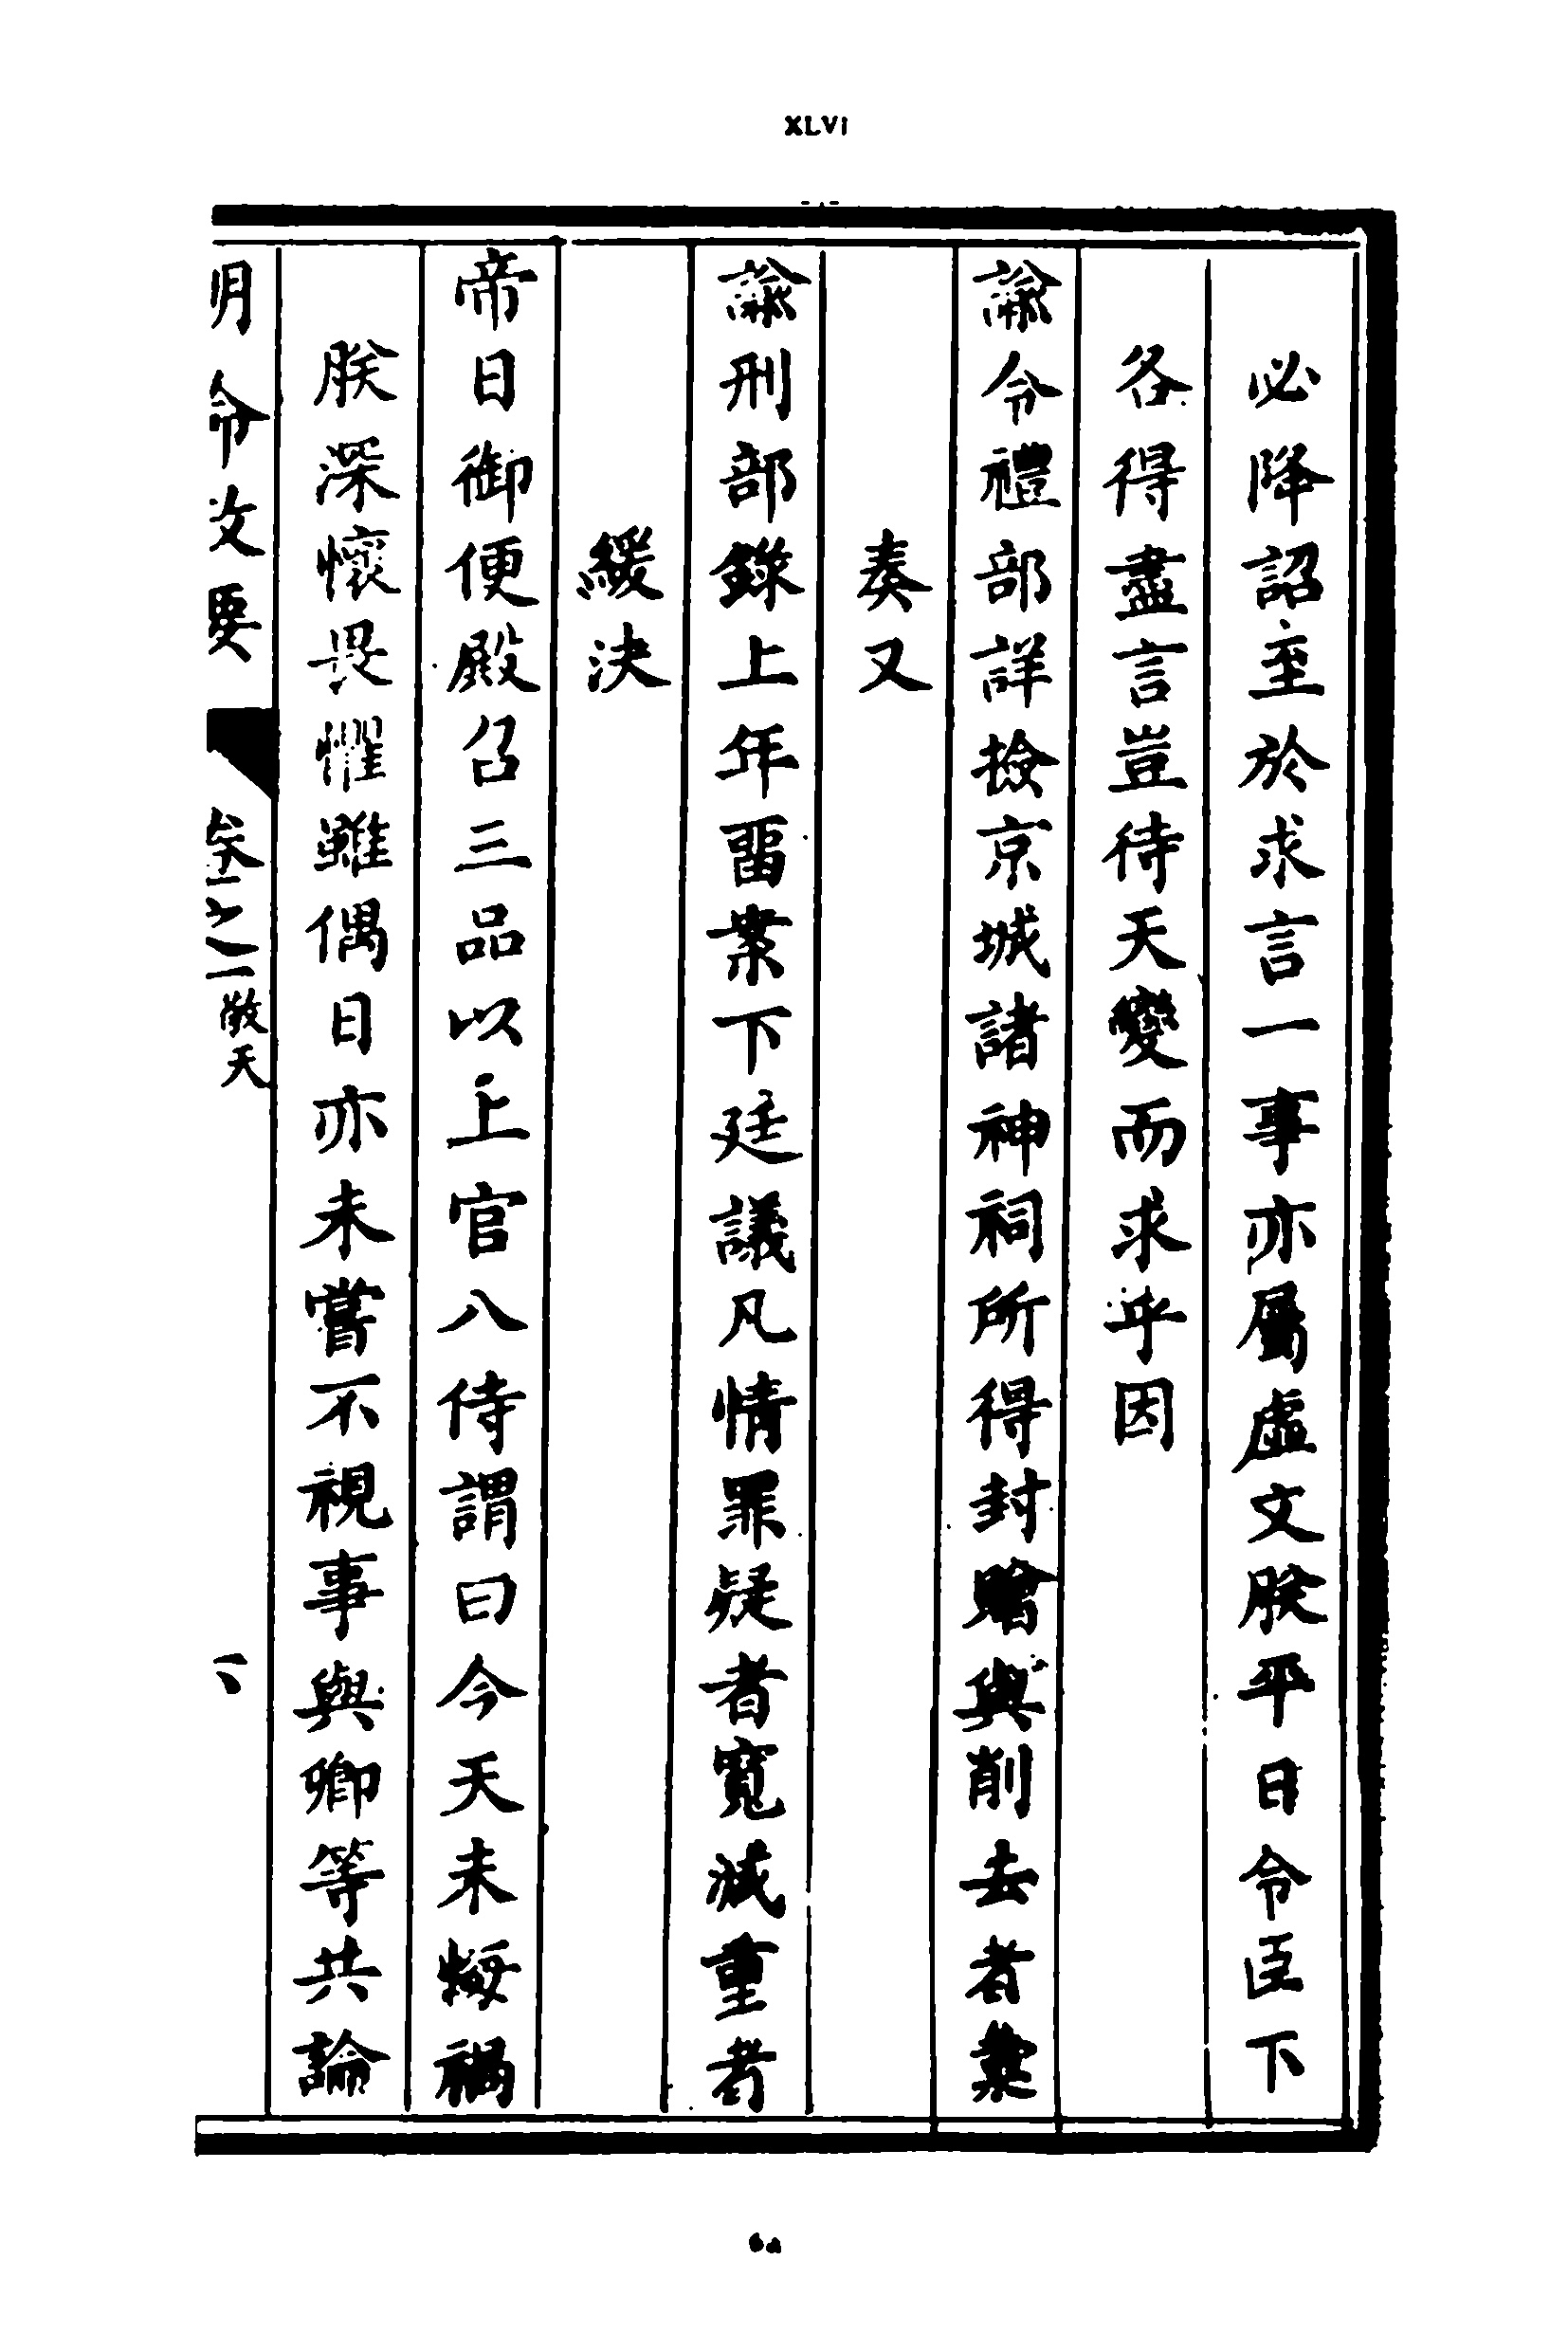 XLVI
必降詔至於求言一事亦屬虛文朕平日令臣下
各得盡言豈待天變而求乎因
諭令禮部詳撿京城諸神祠所得封贈與削去者彙
奏又
諭刑部錄上年畱案下廷議凡情罪疑者寬减重者
緩決
帝日御便殿召三品以上官入侍謂曰今天未悔禍
朕深懷畏懼雖偶日亦未嘗不視事與卿等共論
明命政要
卷之一
敬天
6a